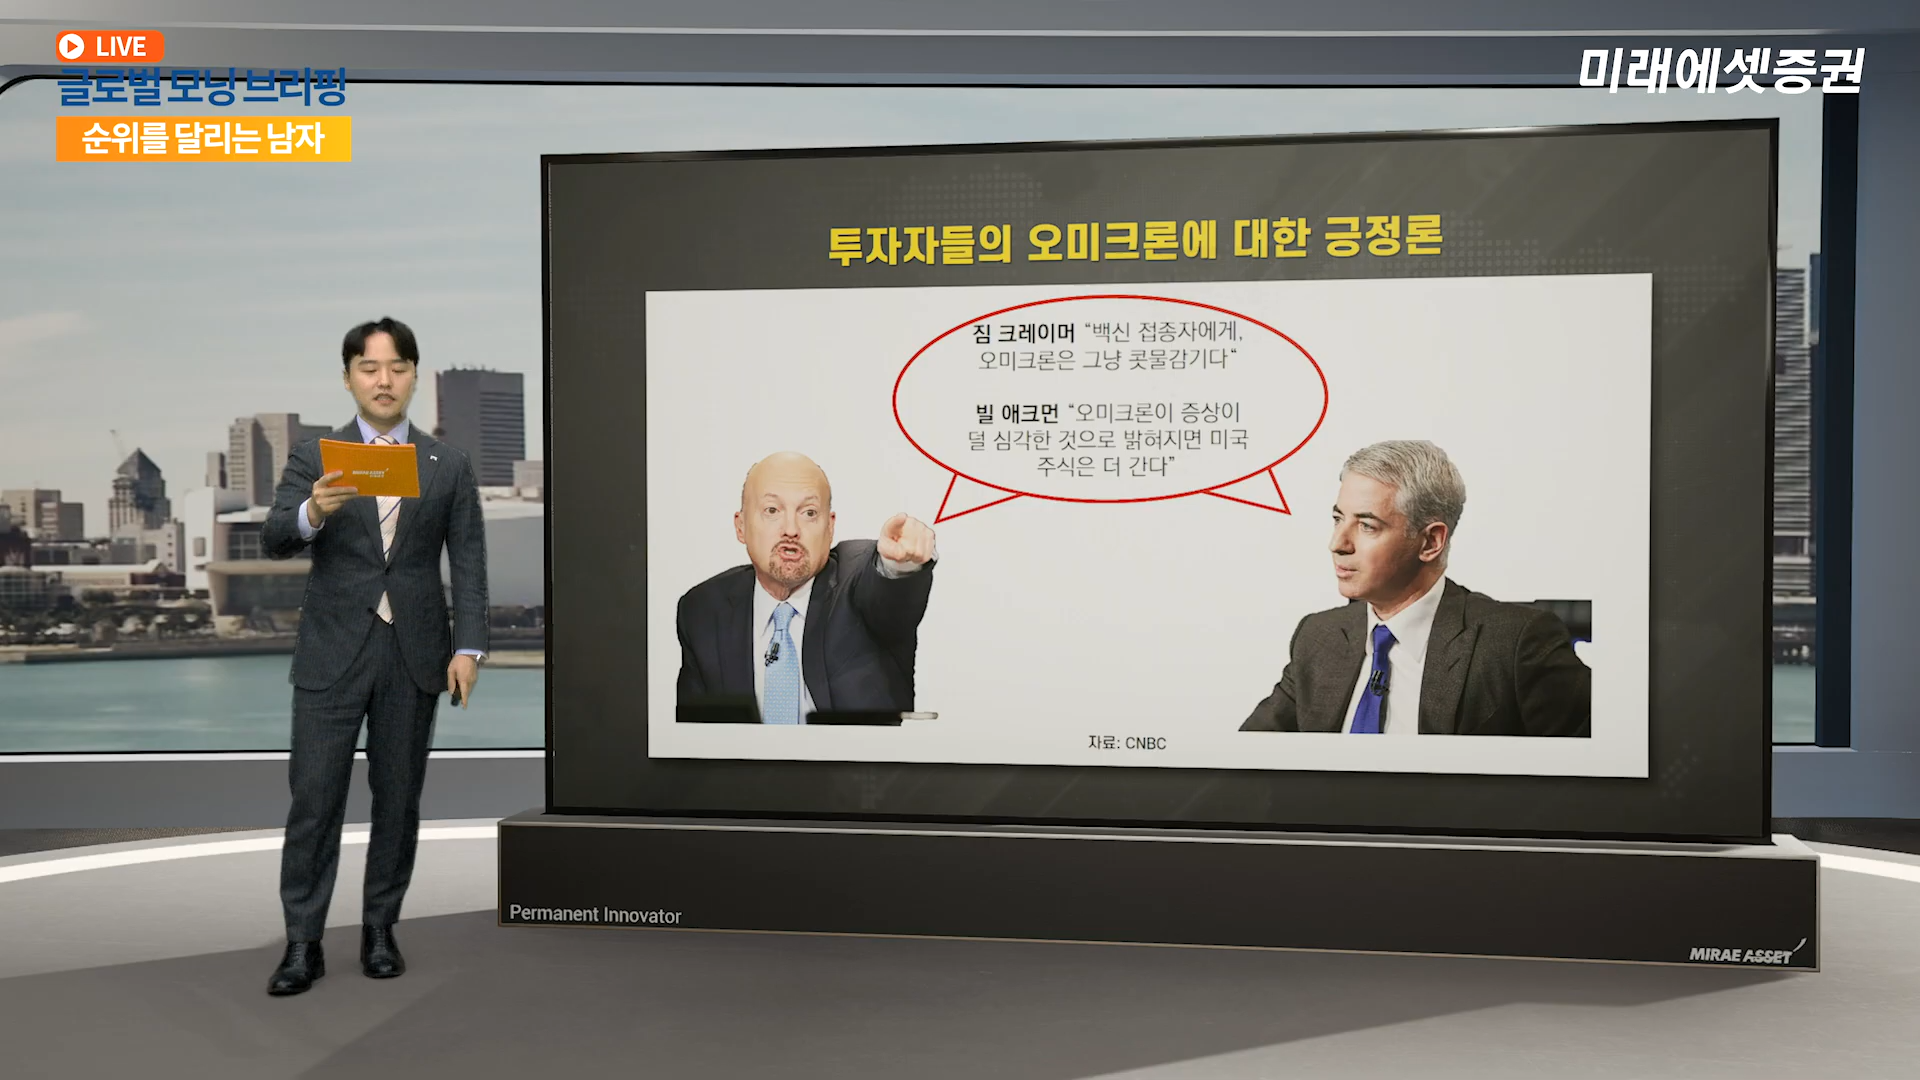 LIVE
글로벌 모닝 브리핑
순위를 달리는 남자
미래에셋증권
투자자들의 오미크론에 대한 긍정론
짐 크레이머 “백신 접종자에게,
오미크론은 그냥 콧물감기다“
빌 애크먼 “오미크론이 증상이
덜 심각한 것으로 밝혀지면 미국
주식은 더 간다”
자료: CNBC
MIRAE ASSET
Permanent Innovator
MIRAE ASSET